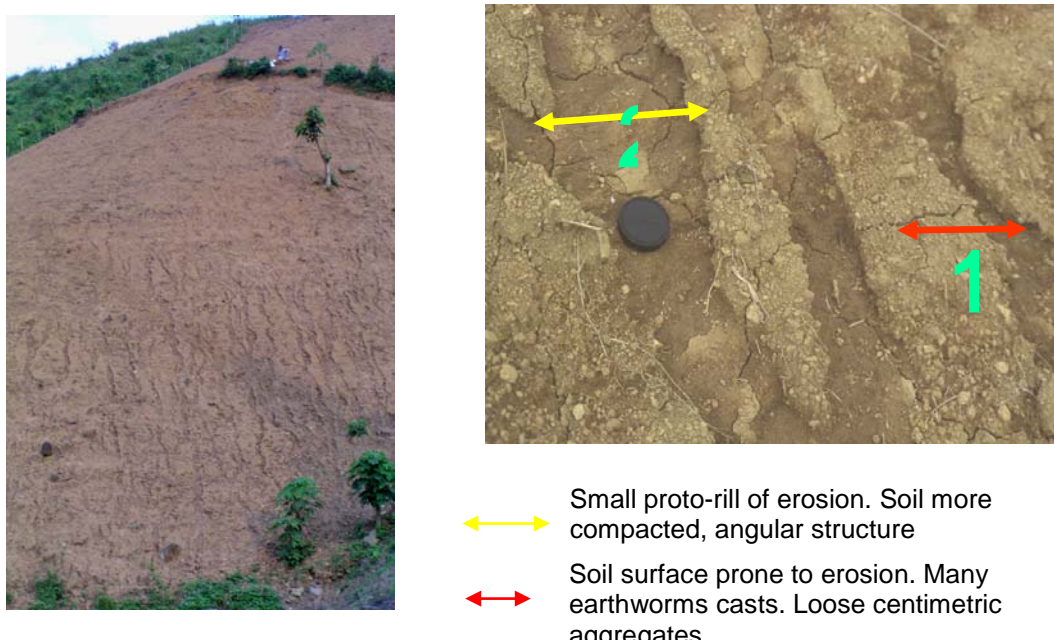 1
Small proto-rill of erosion. Soil more
compacted, angular structure
Soil surface prone to erosion. Many
earthworms casts. Loose centimetric
aggregates